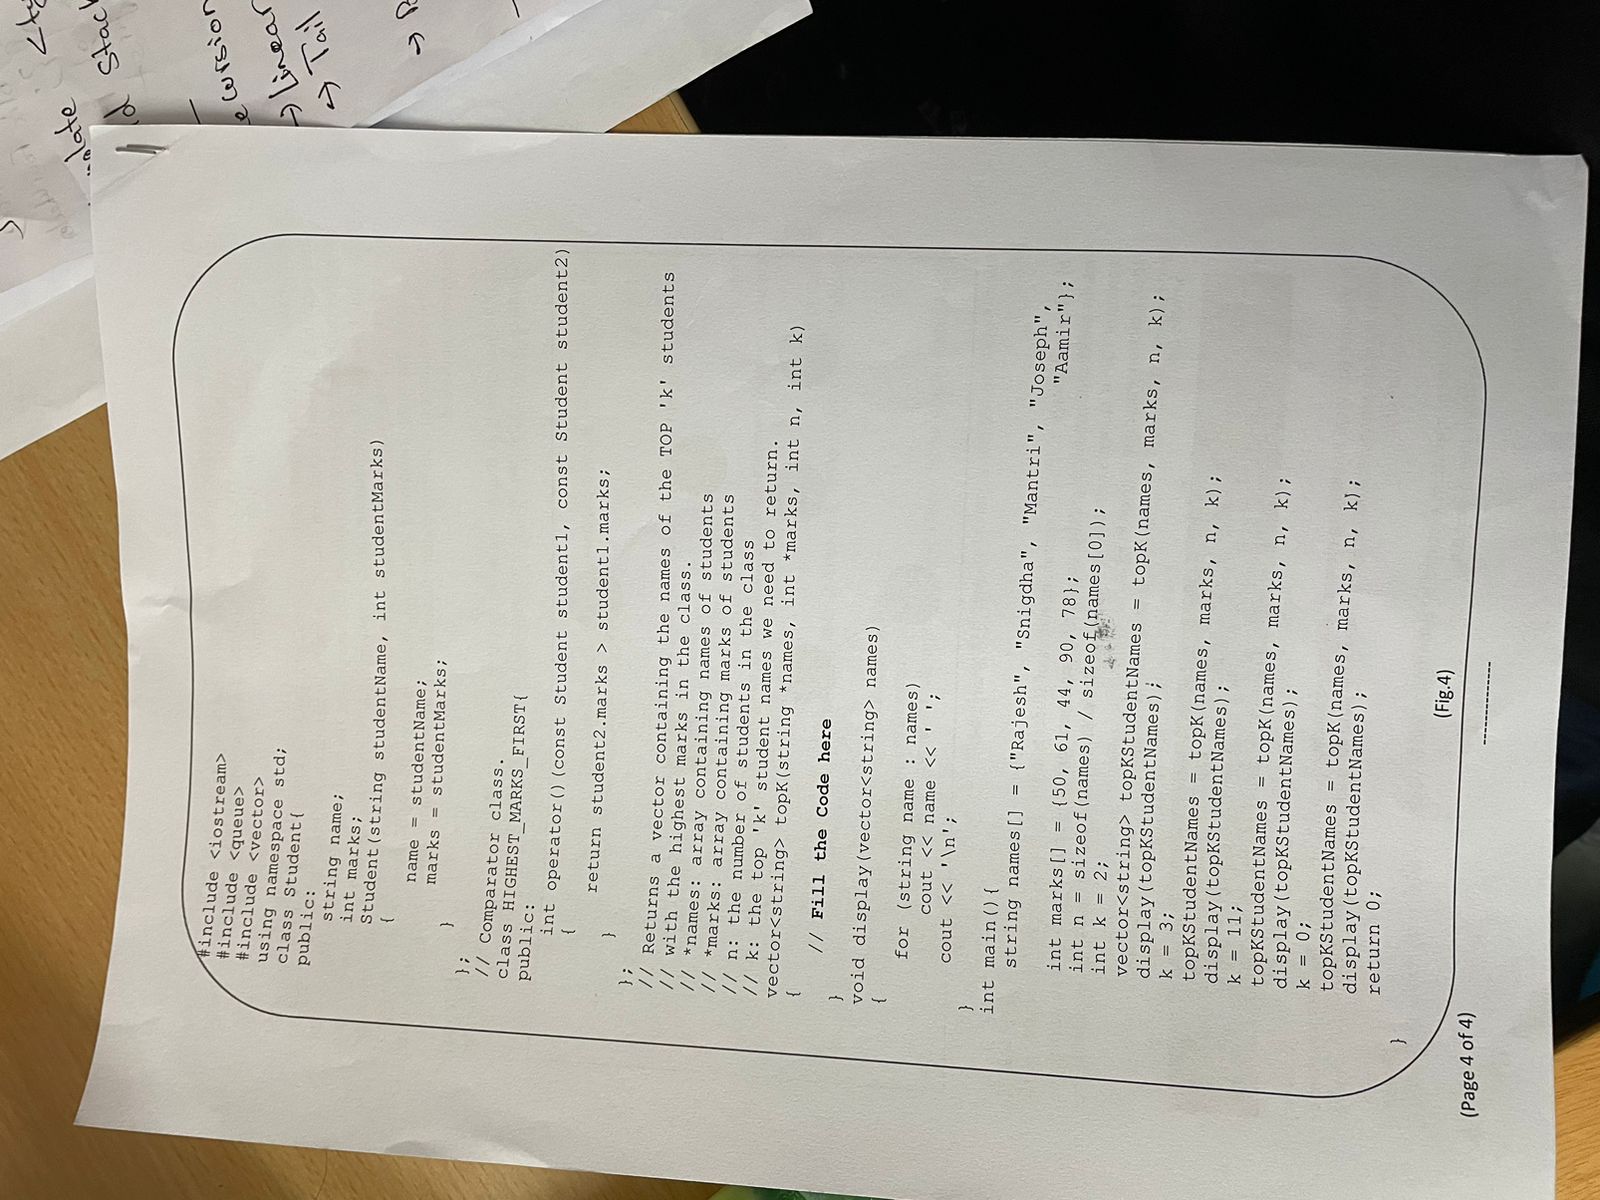 #include <iostream>
#include <queue>
#include <vector>
using namespace std;
class Student{
public:
string name;
int marks;
Student(string studentName, int studentMarks)
{
name = studentName;
marks = studentMarks;
}
};
// Comparator class.
class HIGHEST_MARKS_FIRST{
public:
int operator()(const Student student1, const Student student2)
{
return student2.marks > student1.marks;
}
};
// Returns a vector containing the names of the TOP 'k' students
// with the highest marks in the class.
// *names: array containing names of students
// *marks: array containing marks of students
// n: the number of students in the class
// k: the top 'k' student names we need to return.
vector<string> topK(string *names, int *marks, int n, int k)
{
// Fill the Code here
}
void display(vector<string> names)
{
for (string name : names)
cout << name << ' ';
cout << '\n';
}
int main(){
string names[] = {"Rajesh", "Snigdha", "Mantri", "Joseph",
"Aamir"};
int marks[] = {50, 61, 44, 90, 78};
int n = sizeof(names) / sizeof(names[0]);
int k = 2;
vector<string> topKStudentNames = topK(names, marks, n, k);
display(topKStudentNames);
k = 3;
topKStudentNames = topK(names, marks, n, k);
display(topKStudentNames);
k = 11;
topKStudentNames = topK(names, marks, n, k);
display(topKStudentNames);
k = 0;
topKStudentNames = topK(names, marks, n, k);
display(topKStudentNames);
return 0;
}
(Fig.4)
(Page 4 of 4)
--------------
Stack
→ Linear
→ Tail